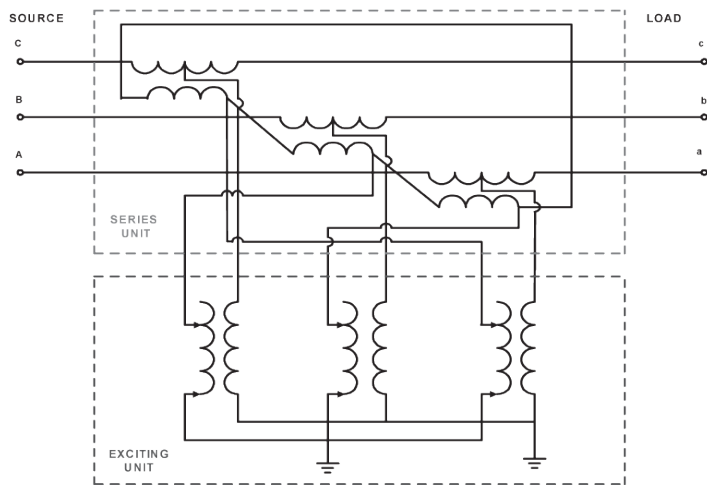 SOURCE
LOAD
C
c
B
b
A
a
SERIES
UNIT
EXCITING
UNIT